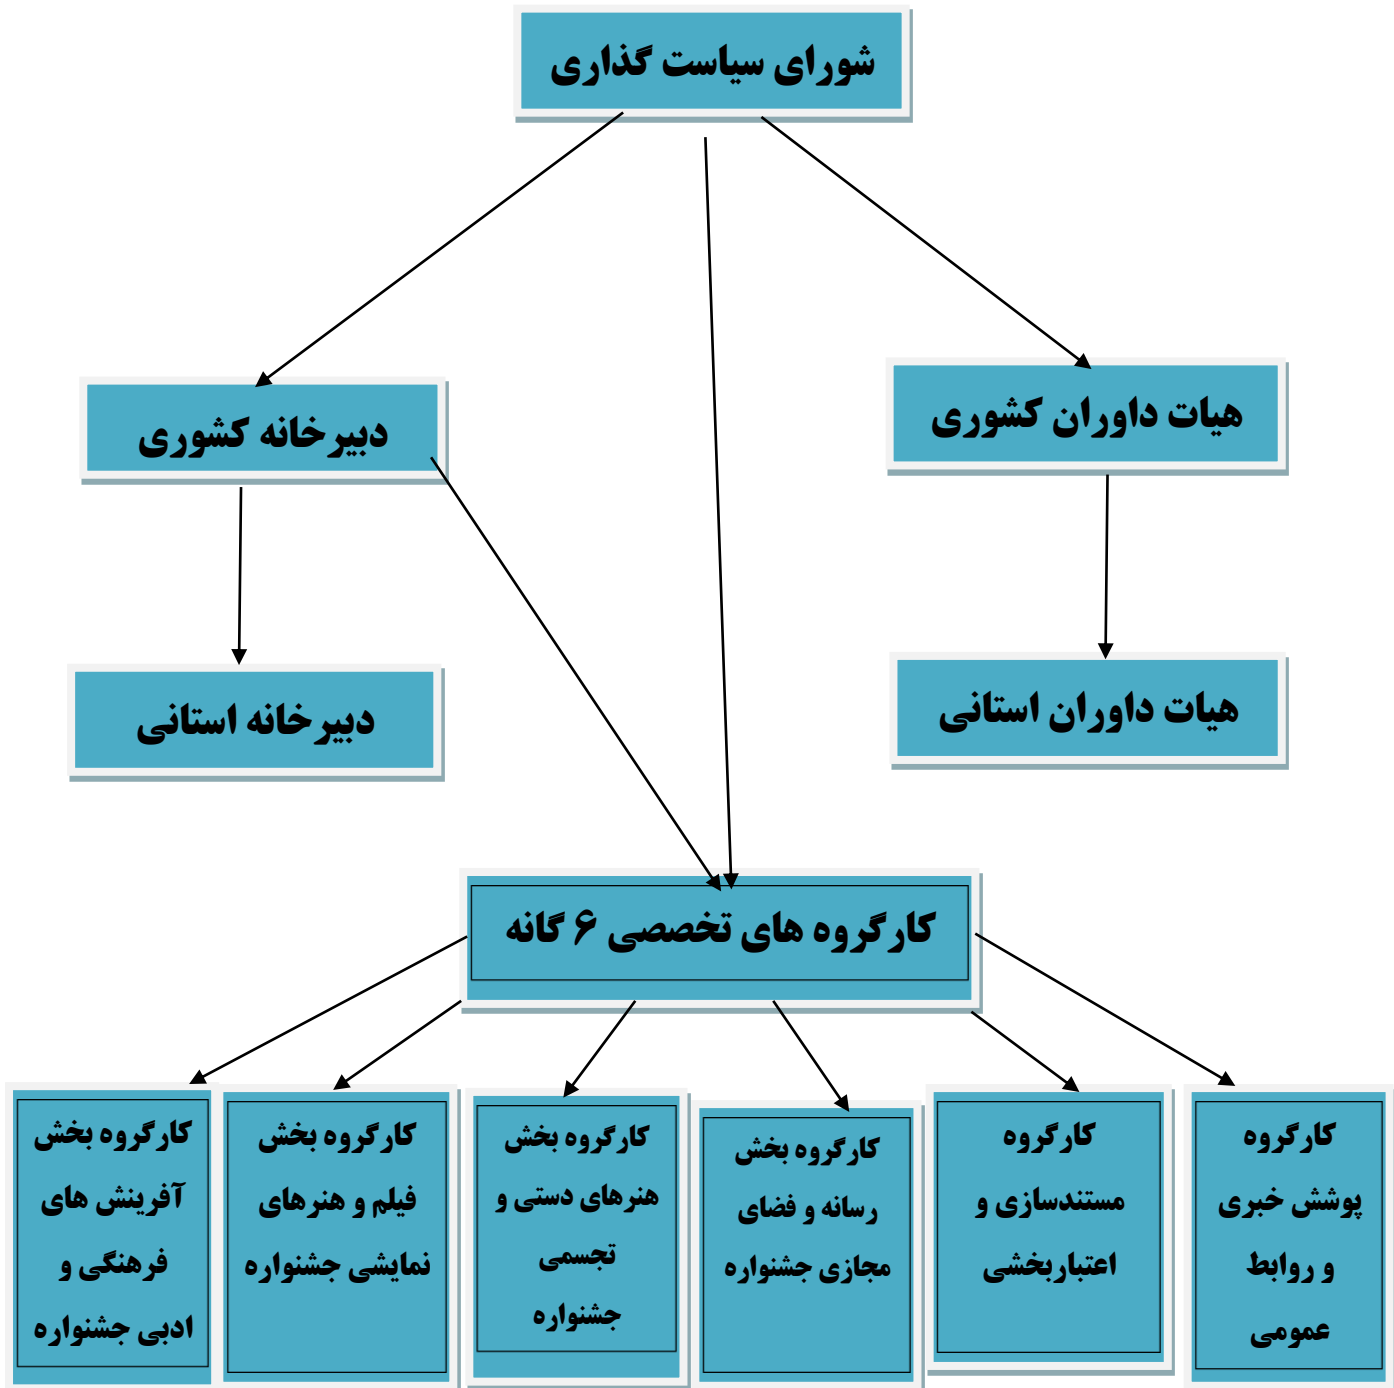 شورای سیاست گذاری
هیات داوران کشوری
دبیرخانه کشوری
هیات داوران استانی
دبیرخانه استانی
کارگروه های تخصصی ۶ گانه
کارگروه
پوشش خبری
و روابط
عمومی
کارگروه
مستندسازی و
اعتباربخشی
کارگروه بخش
رسانه و فضای
مجازی جشنواره
کارگروه بخش
هنرهای دستی و
تجسمی
جشنواره
کارگروه بخش
فیلم و هنرهای
نمایشی جشنواره
کارگروه بخش
آفرینش های
فرهنگی و
ادبی جشنواره